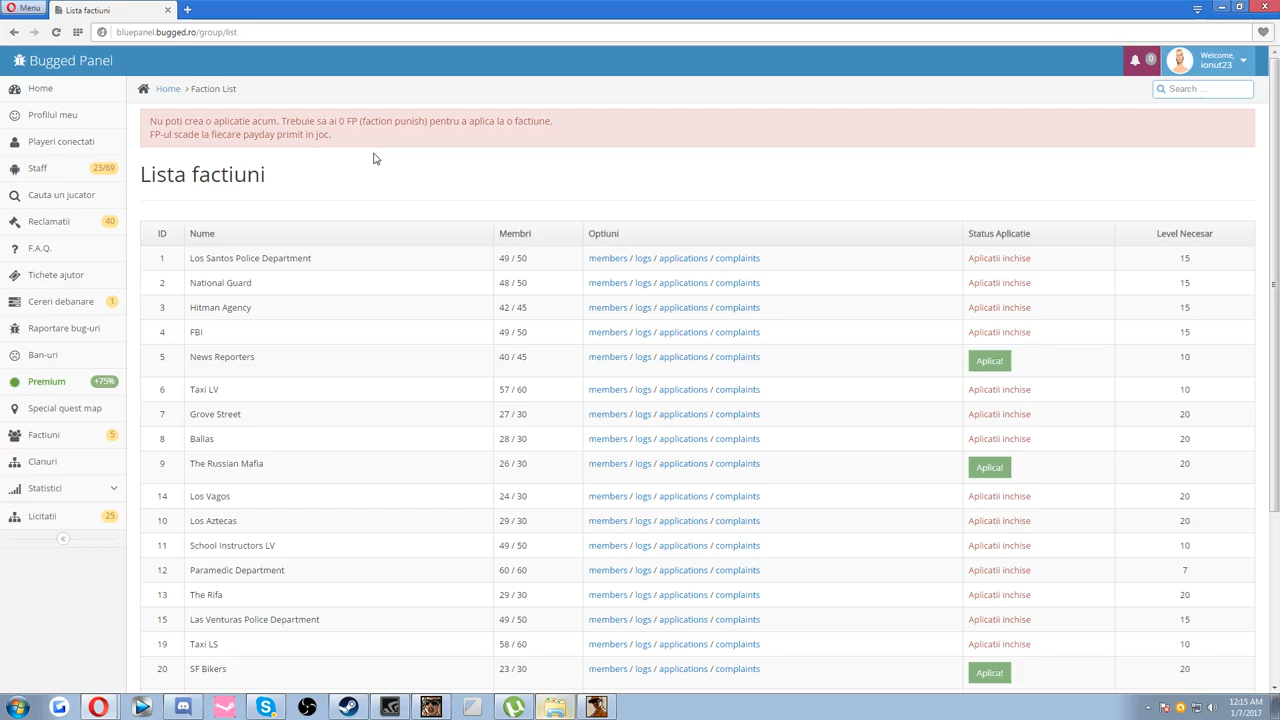 Menu
Lista factiuni
bluepanel.bugged.ro/group/list
Bugged Panel
0
Welcome,
ionut23
Home
Profilul meu
Playeri conectati
Staff 23/69
Cauta un jucator
Reclamatii 40
F.A.Q.
Tichete ajutor
Cereri debanare 1
Raportare bug-uri
Ban-uri
Premium +75%
Special quest map
Factiuni 5
Clanuri
Statistici
Licitatii 25
Home > Faction List
Search ...
Nu poti crea o aplicatie acum. Trebuie sa ai 0 FP (faction punish) pentru a aplica la o factiune.
FP-ul scade la fiecare payday primit in joc.
Lista factiuni
ID Nume Membri Optiuni Status Aplicatie Level Necesar
1 Los Santos Police Department 49 / 50 members / logs / applications / complaints Aplicatii inchise 15
2 National Guard 48 / 50 members / logs / applications / complaints Aplicatii inchise 15
3 Hitman Agency 42 / 45 members / logs / applications / complaints Aplicatii inchise 15
4 FBI 49 / 50 members / logs / applications / complaints Aplicatii inchise 15
5 News Reporters 40 / 45 members / logs / applications / complaints Aplica! 10
6 Taxi LV 57 / 60 members / logs / applications / complaints Aplicatii inchise 10
7 Grove Street 27 / 30 members / logs / applications / complaints Aplicatii inchise 20
8 Ballas 28 / 30 members / logs / applications / complaints Aplicatii inchise 20
9 The Russian Mafia 26 / 30 members / logs / applications / complaints Aplica! 20
14 Los Vagos 24 / 30 members / logs / applications / complaints Aplicatii inchise 20
10 Los Aztecas 29 / 30 members / logs / applications / complaints Aplicatii inchise 20
11 School Instructors LV 49 / 50 members / logs / applications / complaints Aplicatii inchise 10
12 Paramedic Department 60 / 60 members / logs / applications / complaints Aplicatii inchise 7
13 The Rifa 29 / 30 members / logs / applications / complaints Aplicatii inchise 20
15 Las Venturas Police Department 49 / 50 members / logs / applications / complaints Aplicatii inchise 15
19 Taxi LS 58 / 60 members / logs / applications / complaints Aplicatii inchise 10
20 SF Bikers 23 / 30 members / logs / applications / complaints Aplica! 20
12:15 AM
1/7/2017